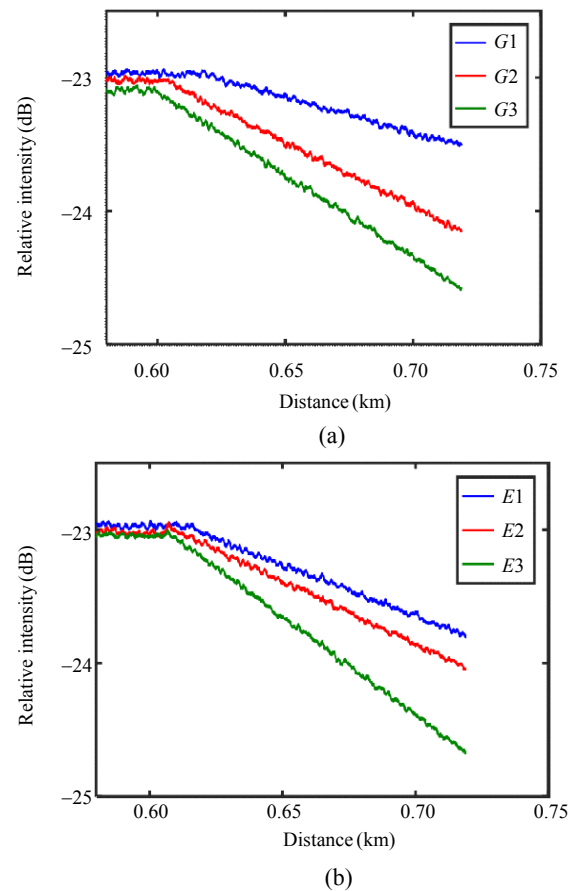 G1
G2
G3
Relative intensity (dB)
–23
–24
–25
0.60 0.65 0.70 0.75
Distance (km)
(a)
E1
E2
E3
Relative intensity (dB)
–23
–24
–25
0.60 0.65 0.70 0.75
Distance (km)
(b)